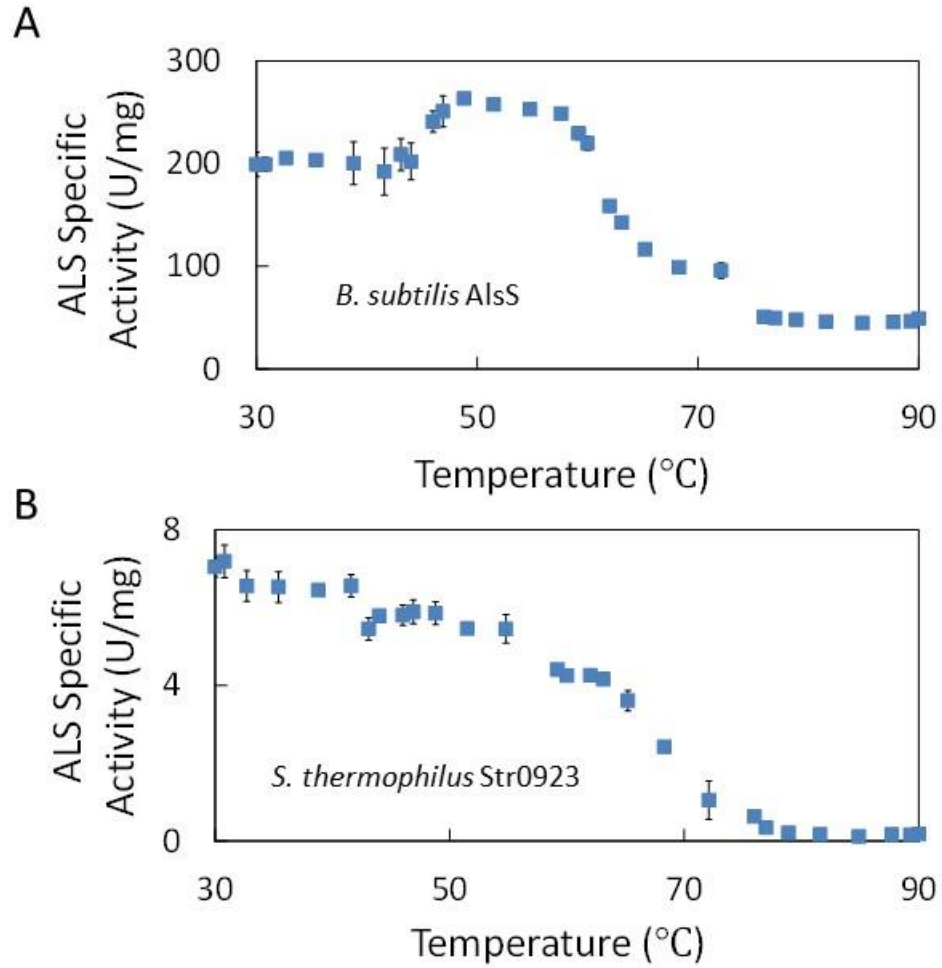 A
ALS Specific
Activity (U/mg)
300
200
100
0
B. subtilis AlsS
30 50 70 90
Temperature (°C)
B
ALS Specific
Activity (U/mg)
8
4
0
S. thermophilus Str0923
30 50 70 90
Temperature (°C)